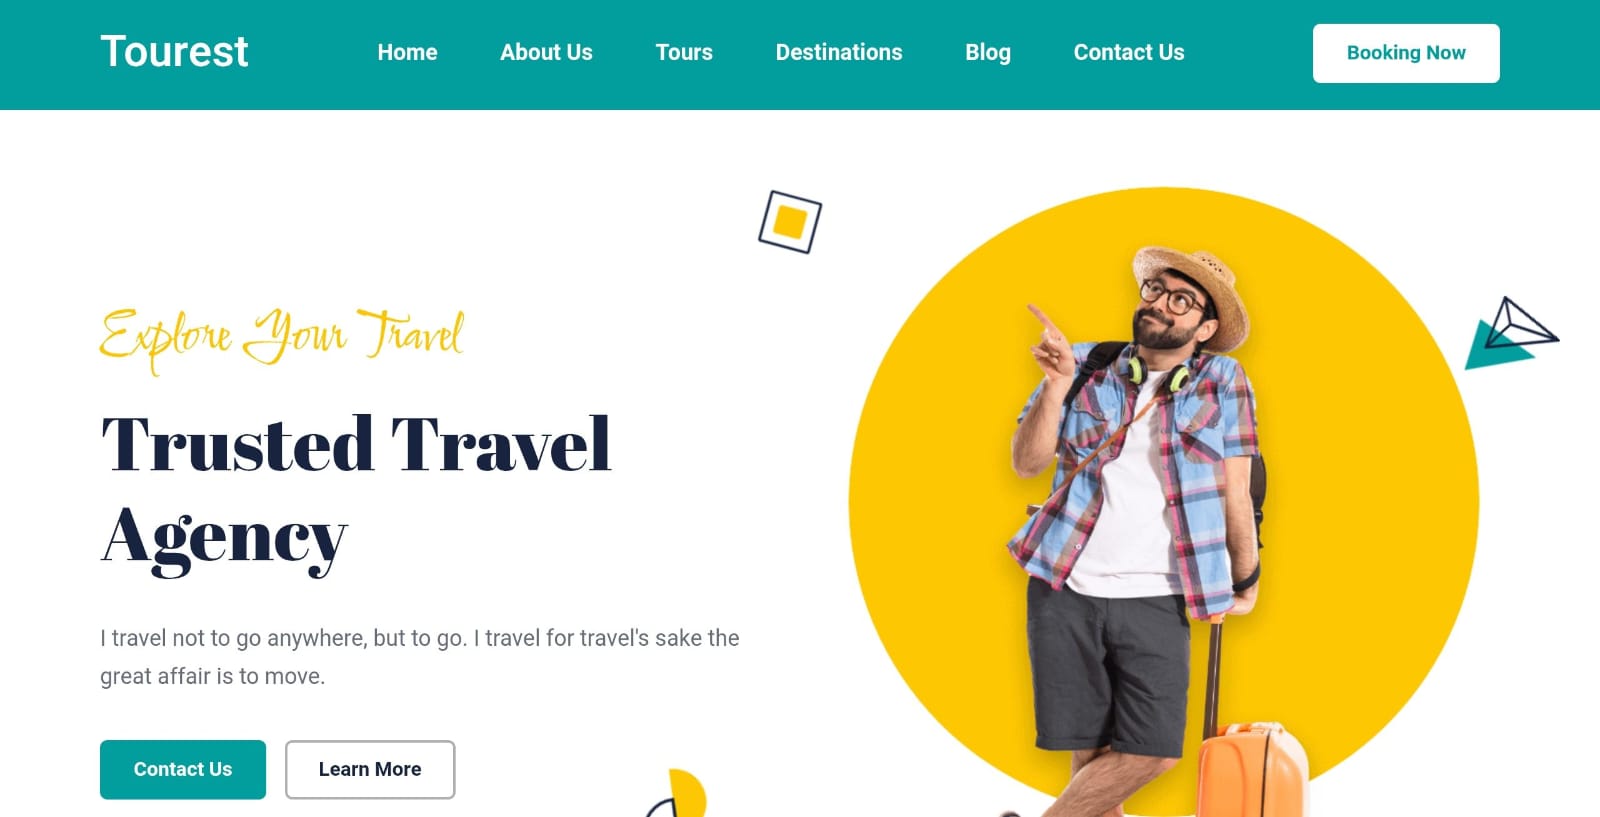 Tourest
Home
About Us
Tours
Destinations
Blog
Contact Us
Booking Now
Explore Your Travel
Trusted Travel
Agency
I travel not to go anywhere, but to go. I travel for travel's sake the
great affair is to move.
Contact Us
Learn More